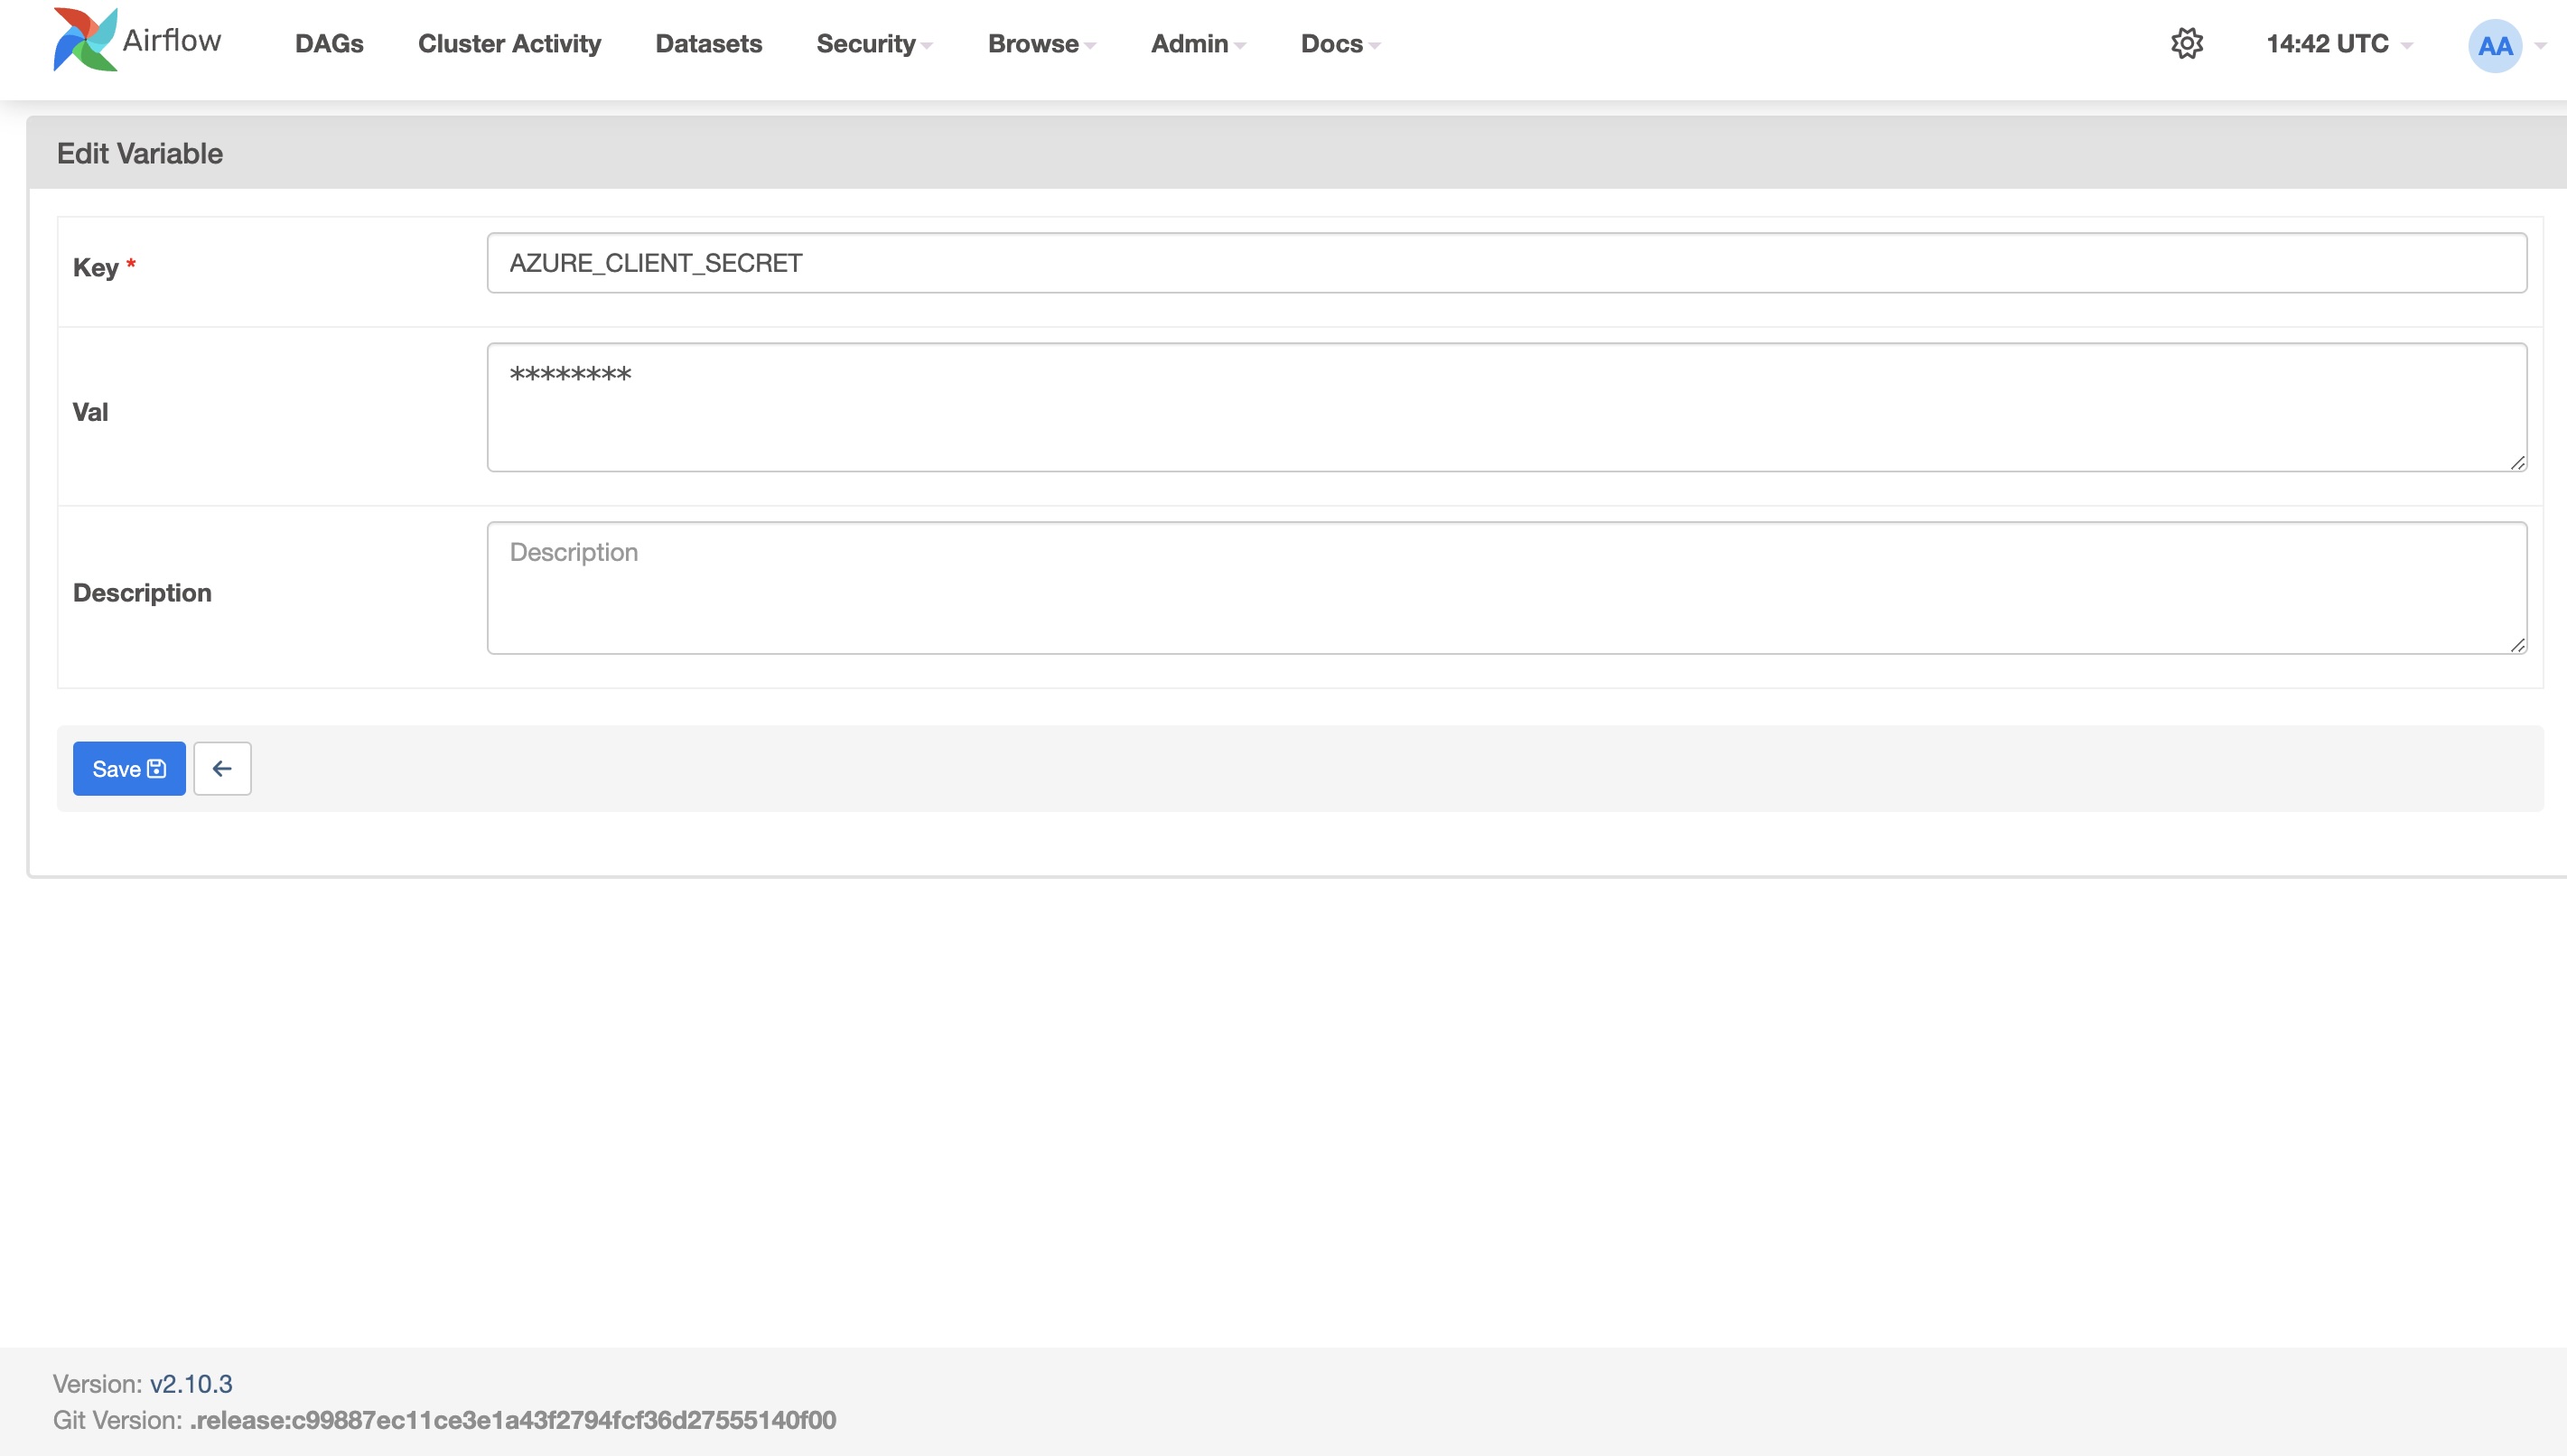 Airflow DAGs Cluster Activity Datasets Security Browse Admin Docs 14:42 UTC AA
Edit Variable
Key * AZURE_CLIENT_SECRET
Val ********
Description Description
Save
Version: v2.10.3
Git Version: .release:c99887ec11ce3e1a43f2794fcf36d27555140f00